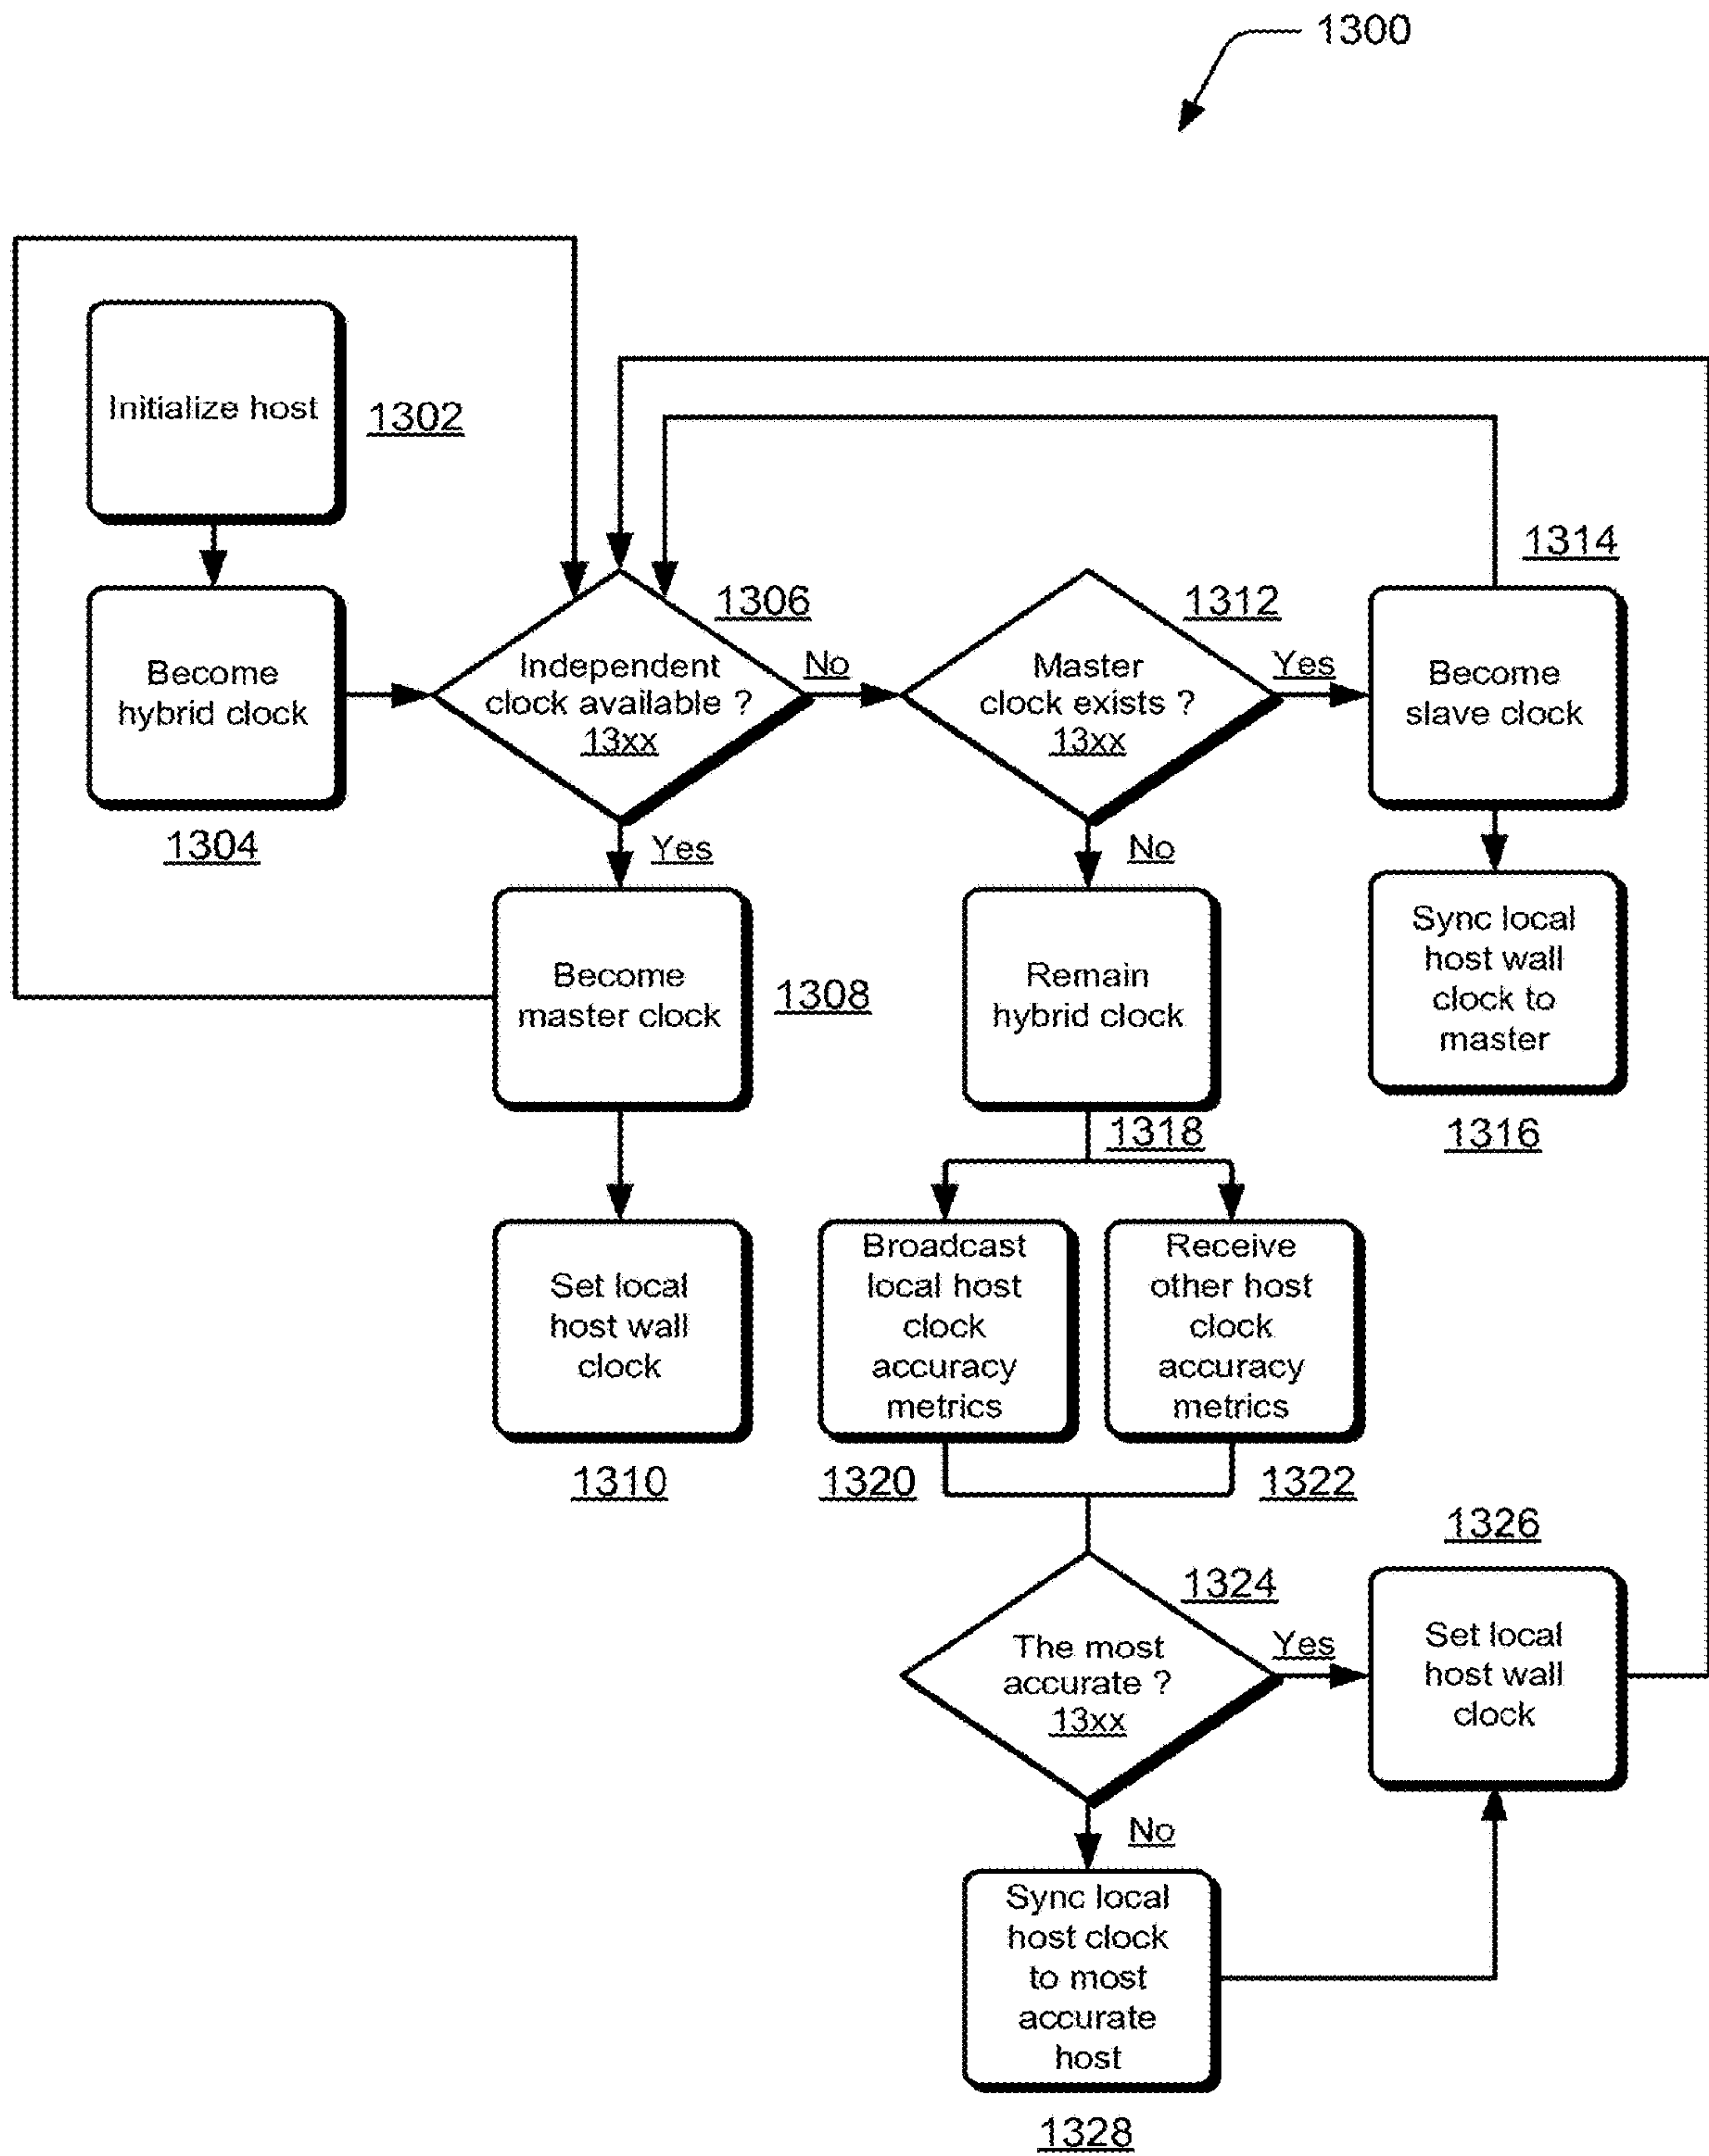 1300
Initialize host
1302
Become
hybrid clock
1304
Independent
clock available ?
13xx
1306
No
Yes
Master
clock exists ?
13xx
1312
Yes
No
1314
Become
slave clock
Sync local
host wall
clock to
master
1316
Become
master clock
1308
Set local
host wall
clock
1310
Remain
hybrid clock
1318
Broadcast
local host
clock
accuracy
metrics
1320
Receive
other host
clock
accuracy
metrics
1322
The most
accurate ?
13xx
1324
Yes
No
1326
Set local
host wall
clock
Sync local
host clock
to most
accurate
host
1328